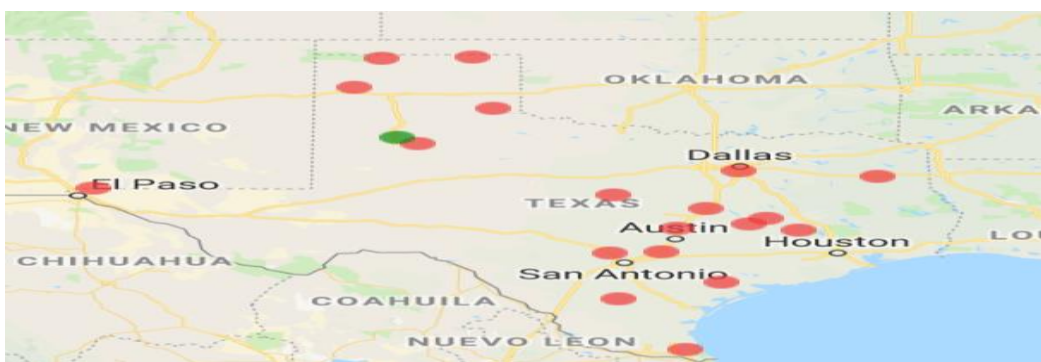 OKLAHOMA
ARKA
NEW MEXICO
Dallas
El Paso
TEXAS
Austin
Houston
LOU
CHIHUAHUA
San Antonio
COAHUILA
NUEVO LEON